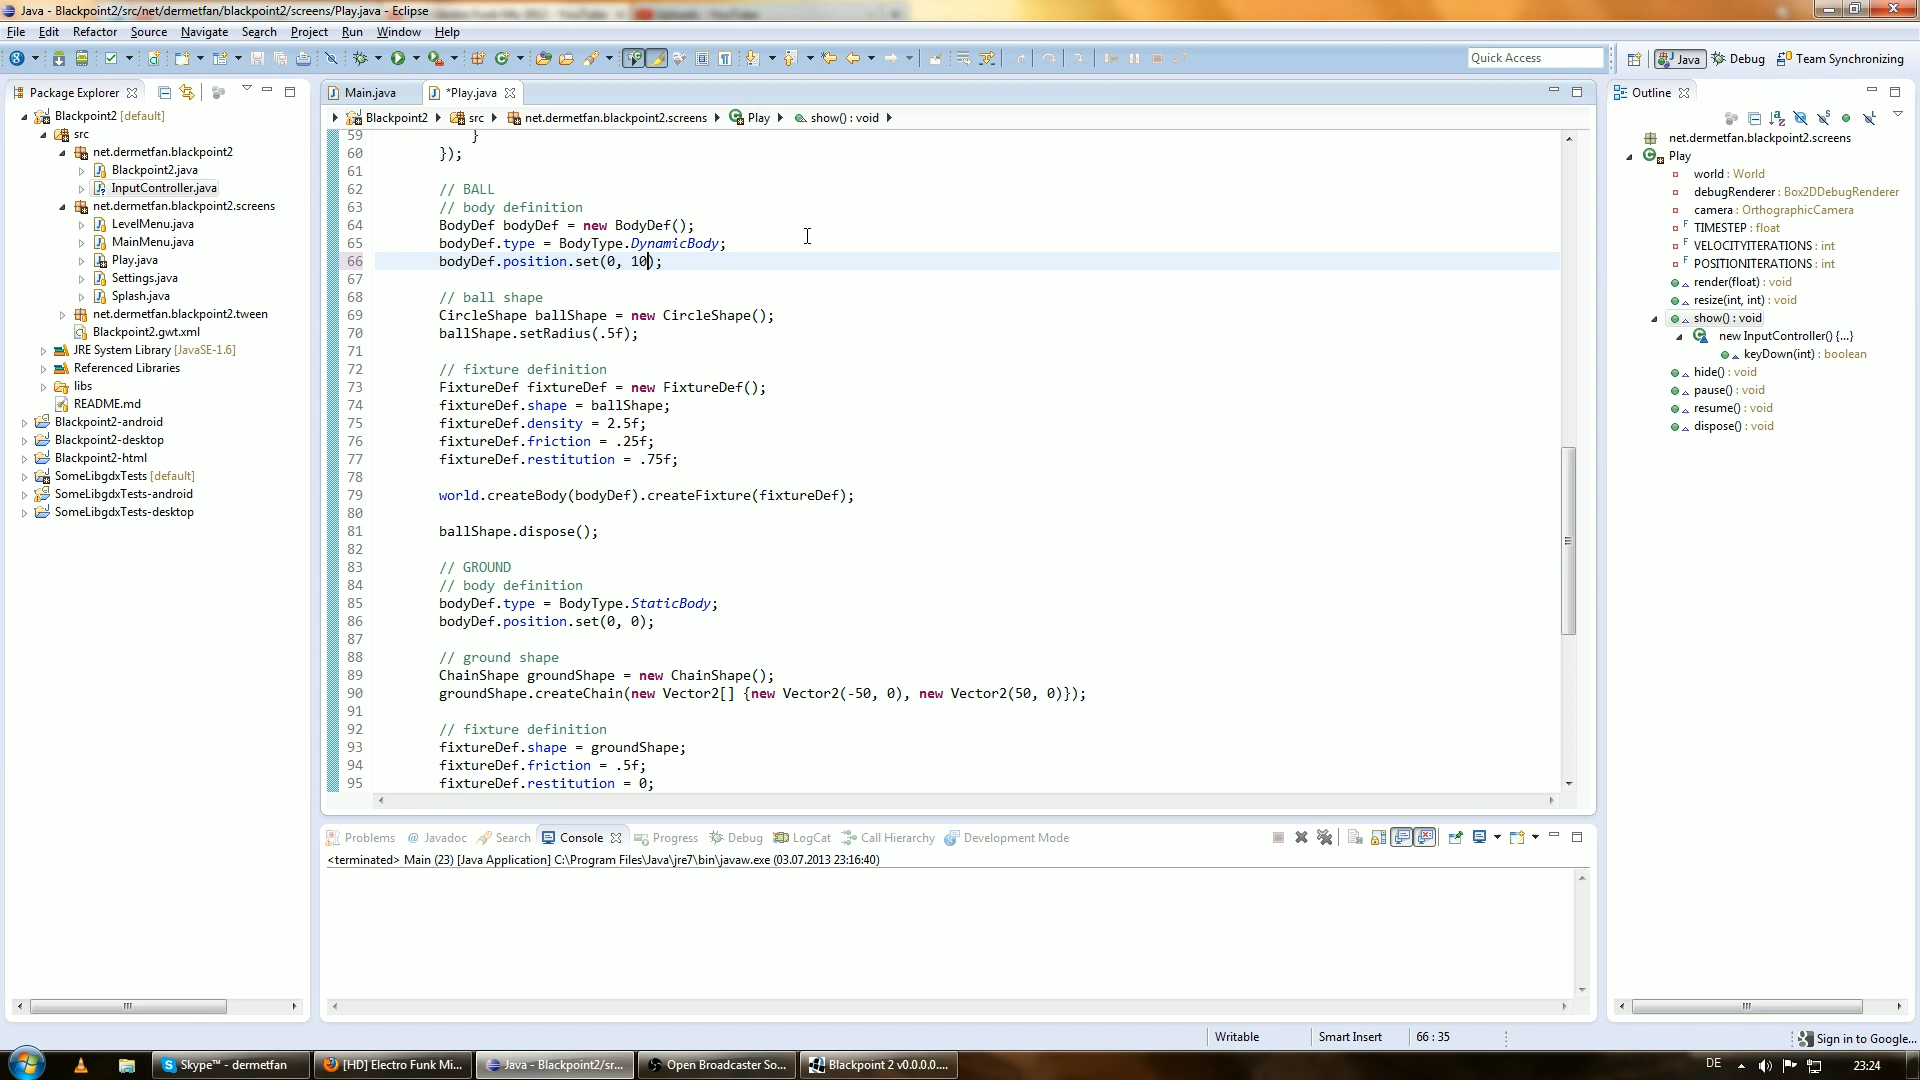 Java - Blackpoint2/src/net/dermetfan/blackpoint2/screens/Play.java - Eclipse
File Edit Refactor Source Navigate Search Project Run Window Help
Quick Access
Java
Debug
Team Synchronizing
Package Explorer
Blackpoint2 [default]
src
net.dermetfan.blackpoint2
Blackpoint2.java
InputController.java
net.dermetfan.blackpoint2.screens
LevelMenu.java
MainMenu.java
Play.java
Settings.java
Splash.java
net.dermetfan.blackpoint2.tween
Blackpoint2.gwt.xml
JRE System Library [JavaSE-1.6]
Referenced Libraries
libs
README.md
Blackpoint2-android
Blackpoint2-desktop
Blackpoint2-html
SomeLibgdxTests [default]
SomeLibgdxTests-android
SomeLibgdxTests-desktop
Main.java
*Play.java
Blackpoint2 src net.dermetfan.blackpoint2.screens Play show() : void
59 }
60 });
61
62 // BALL
63 // body definition
64 BodyDef bodyDef = new BodyDef();
65 bodyDef.type = BodyType.DynamicBody;
66 bodyDef.position.set(0, 10);
67
68 // ball shape
69 CircleShape ballShape = new CircleShape();
70 ballShape.setRadius(.5f);
71
72 // fixture definition
73 FixtureDef fixtureDef = new FixtureDef();
74 fixtureDef.shape = ballShape;
75 fixtureDef.density = 2.5f;
76 fixtureDef.friction = .25f;
77 fixtureDef.restitution = .75f;
78
79 world.createBody(bodyDef).createFixture(fixtureDef);
80
81 ballShape.dispose();
82
83 // GROUND
84 // body definition
85 bodyDef.type = BodyType.StaticBody;
86 bodyDef.position.set(0, 0);
87
88 // ground shape
89 ChainShape groundShape = new ChainShape();
90 groundShape.createChain(new Vector2[] {new Vector2(-50, 0), new Vector2(50, 0)});
91
92 // fixture definition
93 fixtureDef.shape = groundShape;
94 fixtureDef.friction = .5f;
95 fixtureDef.restitution = 0;
Outline
net.dermetfan.blackpoint2.screens
Play
world : World
debugRenderer : Box2DDebugRenderer
camera : OrthographicCamera
TIMESTEP : float
VELOCITYITERATIONS : int
POSITIONITERATIONS : int
render(float) : void
resize(int, int) : void
show() : void
new InputController() {...}
keyDown(int) : boolean
hide() : void
pause() : void
resume() : void
dispose() : void
Problems Javadoc Search Console Progress Debug LogCat Call Hierarchy Development Mode
<terminated> Main (23) [Java Application] C:\Program Files\Java\jre7\bin\javaw.exe (03.07.2013 23:16:40)
Writable
Smart Insert
66 : 35
Sign in to Google...
Skype™ - dermetfan
[HD] Electro Funk Mi...
Java - Blackpoint2/sr...
Open Broadcaster So...
Blackpoint 2 v0.0.0.0....
DE
23:24